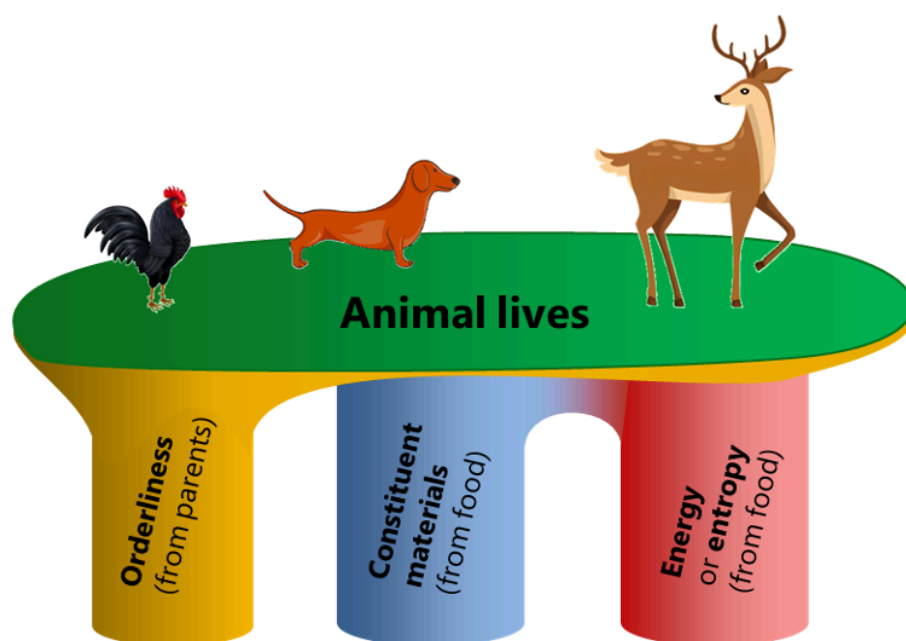 Animal lives
Orderliness
(from parents)
Constituent
materials
(from food)
Energy
or entropy
(from food)